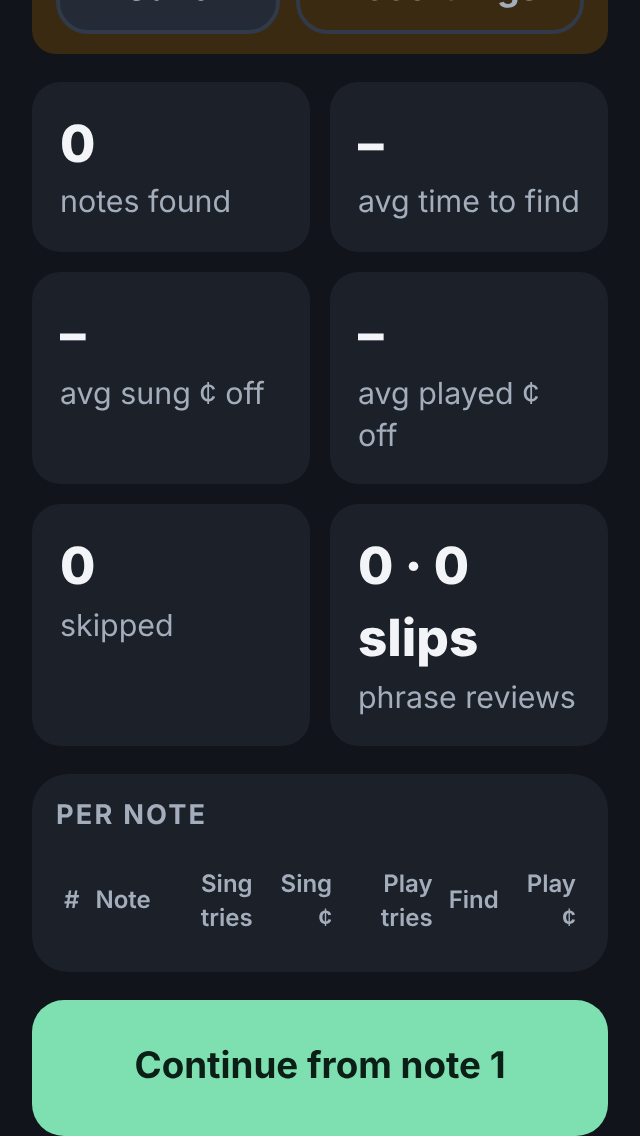 0
notes found
–
avg time to find
–
avg sung ¢ off
–
avg played ¢
off
0
skipped
0 · 0
slips
phrase reviews
PER NOTE
# Note Sing tries Sing ¢ Play tries Find Play ¢
Continue from note 1